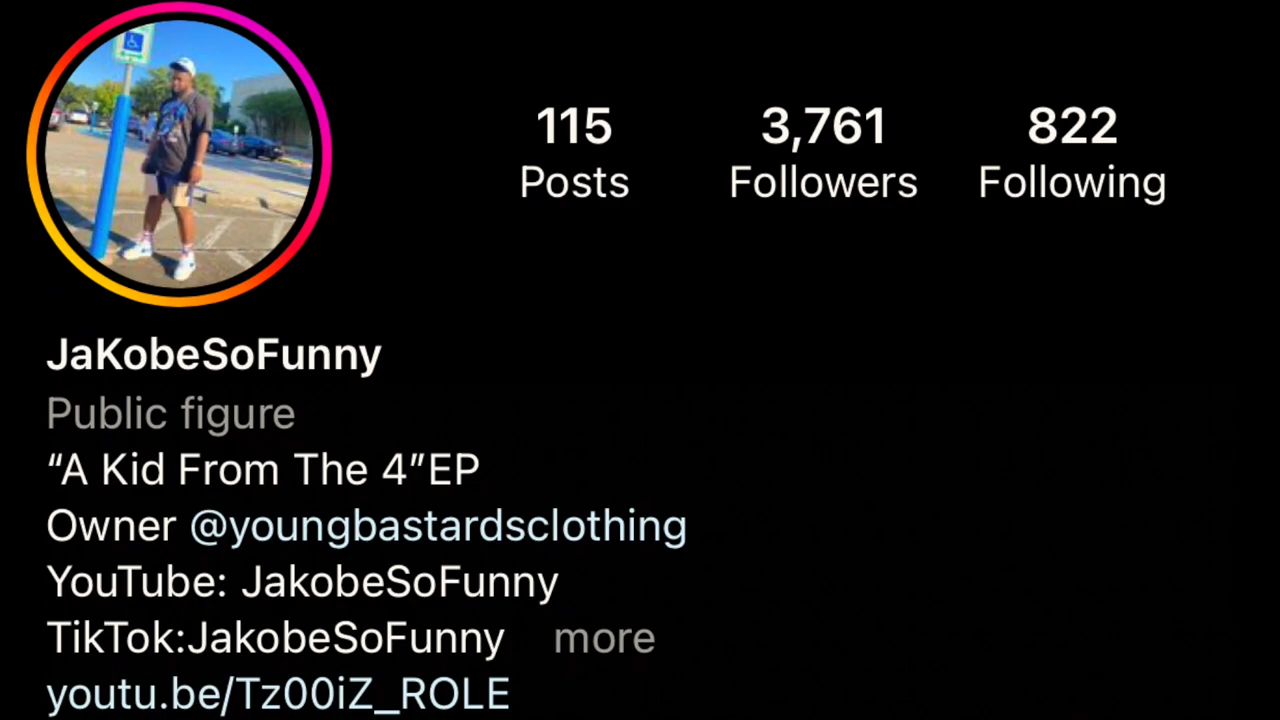 115 3,761 822
Posts Followers Following
JaKobeSoFunny
Public figure
“A Kid From The 4”EP
Owner @youngbastardsclothing
YouTube: JakobeSoFunny
TikTok:JakobeSoFunny more
youtu.be/Tz00iZ_ROLE